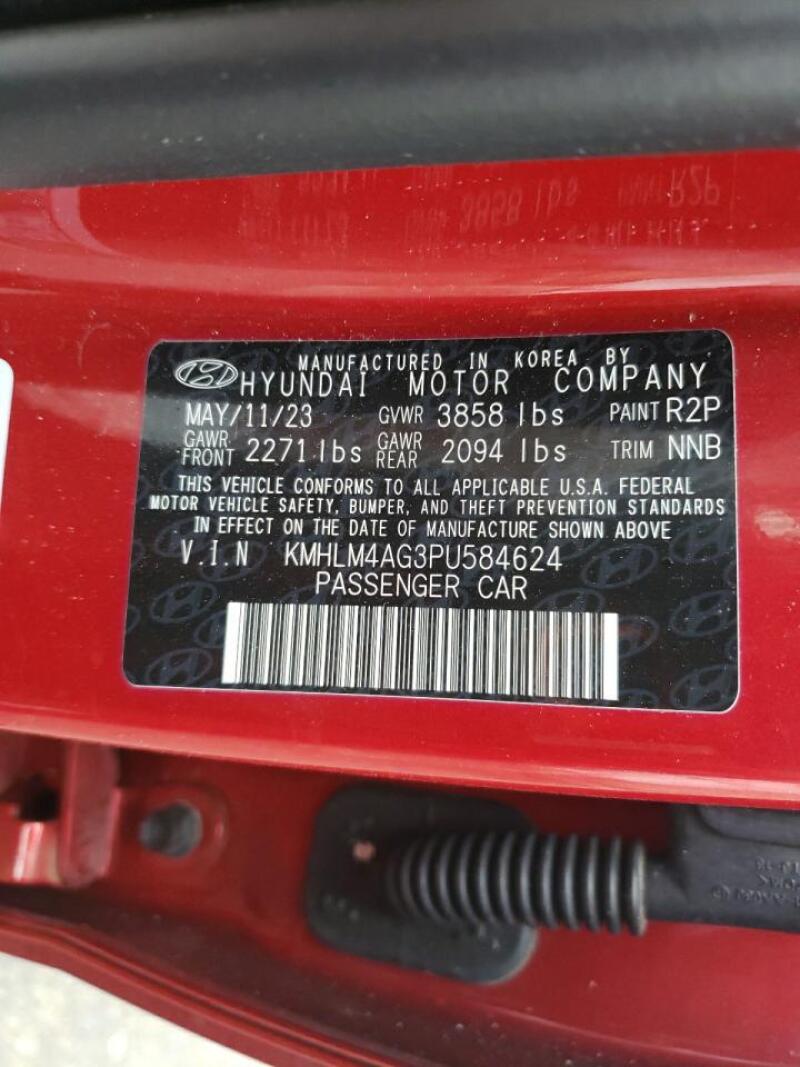 MANUFACTURED IN KOREA BY
HYUNDAI MOTOR COMPANY
MAY/11/23 GVWR 3858 lbs PAINT R2P
GAWR FRONT 2271 lbs GAWR REAR 2094 lbs TRIM NNB
THIS VEHICLE CONFORMS TO ALL APPLICABLE U.S.A. FEDERAL
MOTOR VEHICLE SAFETY, BUMPER, AND THEFT PREVENTION STANDARDS
IN EFFECT ON THE DATE OF MANUFACTURE SHOWN ABOVE
V.I.N KMHLM4AG3PU584624
PASSENGER CAR